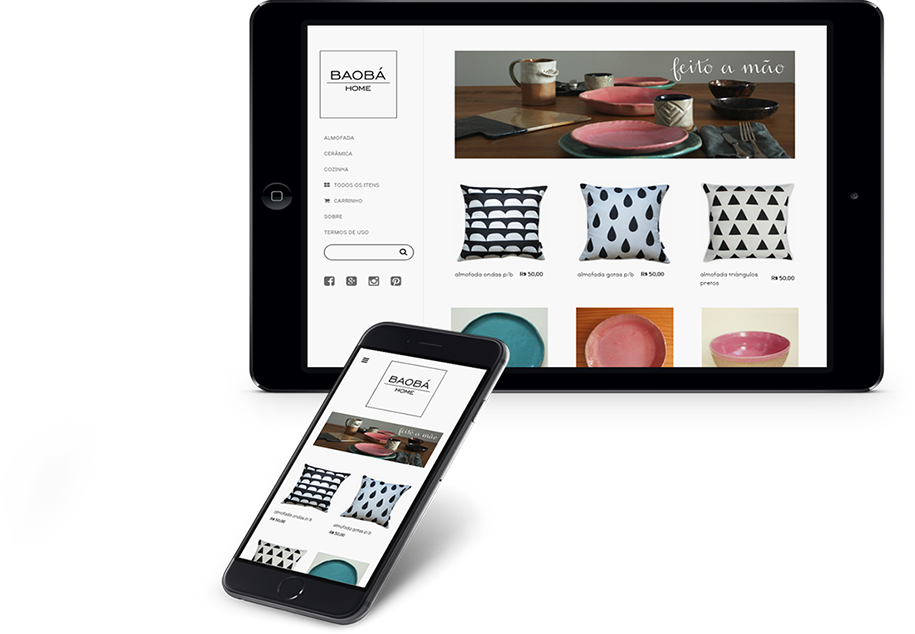 BAOBÁ
HOME
ALMOFADA
CERÂMICA
COZINHA
TODOS OS ITENS
CARRINHO
SOBRE
TERMOS DE USO
feito a mão
almofada ondas p/b R$ 50,00
almofada gotas p/b R$ 50,00
almofada triângulos
pretos
R$ 50,00
BAOBÁ
HOME
feito a mão
almofada ondas p/b
R$ 50,00
almofada gotas p/b
R$ 50,00